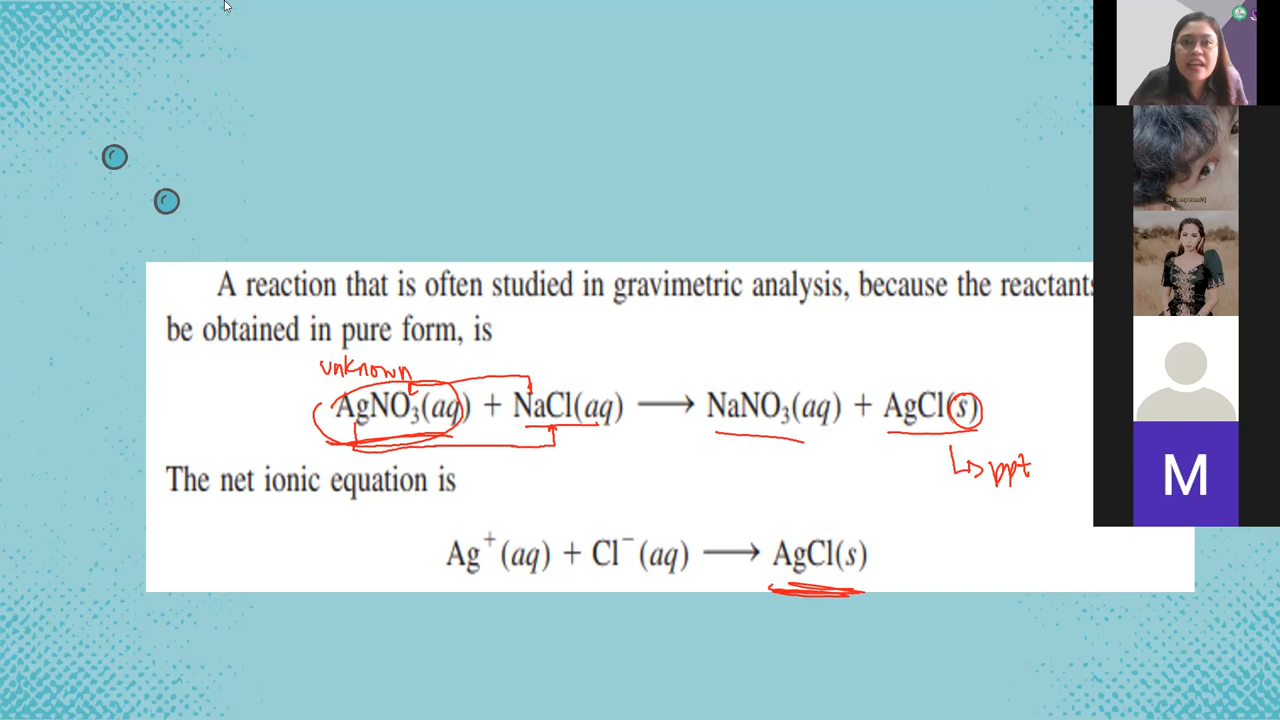 A reaction that is often studied in gravimetric analysis, because the reactants
be obtained in pure form, is
unknown
AgNO₃(aq) + NaCl(aq) ⟶ NaNO₃(aq) + AgCl(s)
↳ ppt
The net ionic equation is
Ag⁺(aq) + Cl⁻(aq) ⟶ AgCl(s)
M